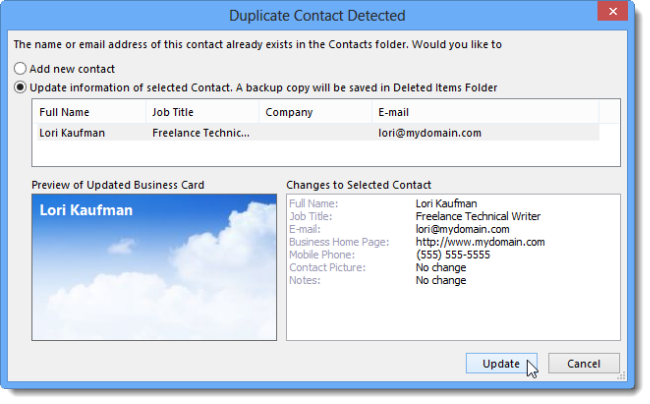 Duplicate Contact Detected
The name or email address of this contact already exists in the Contacts folder. Would you like to
Add new contact
Update information of selected Contact. A backup copy will be saved in Deleted Items Folder
Full Name Job Title Company E-mail
Lori Kaufman Freelance Technic... lori@mydomain.com
Preview of Updated Business Card Changes to Selected Contact
Lori Kaufman
Full Name: Lori Kaufman
Job Title: Freelance Technical Writer
E-mail: lori@mydomain.com
Business Home Page: http://www.mydomain.com
Mobile Phone: (555) 555-5555
Contact Picture: No change
Notes: No change
Update Cancel